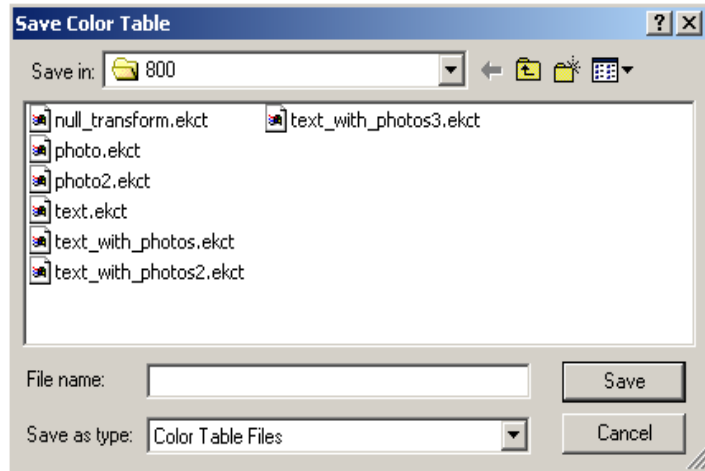 Save Color Table
Save in: 800
null_transform.ekct
photo.ekct
photo2.ekct
text.ekct
text_with_photos.ekct
text_with_photos2.ekct
text_with_photos3.ekct
File name:
Save
Save as type: Color Table Files
Cancel